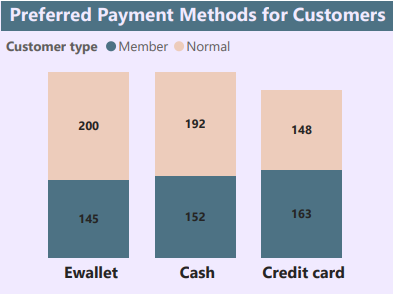 Preferred Payment Methods for Customers
Customer type Member Normal
200 192 148
145 152 163
Ewallet Cash Credit card